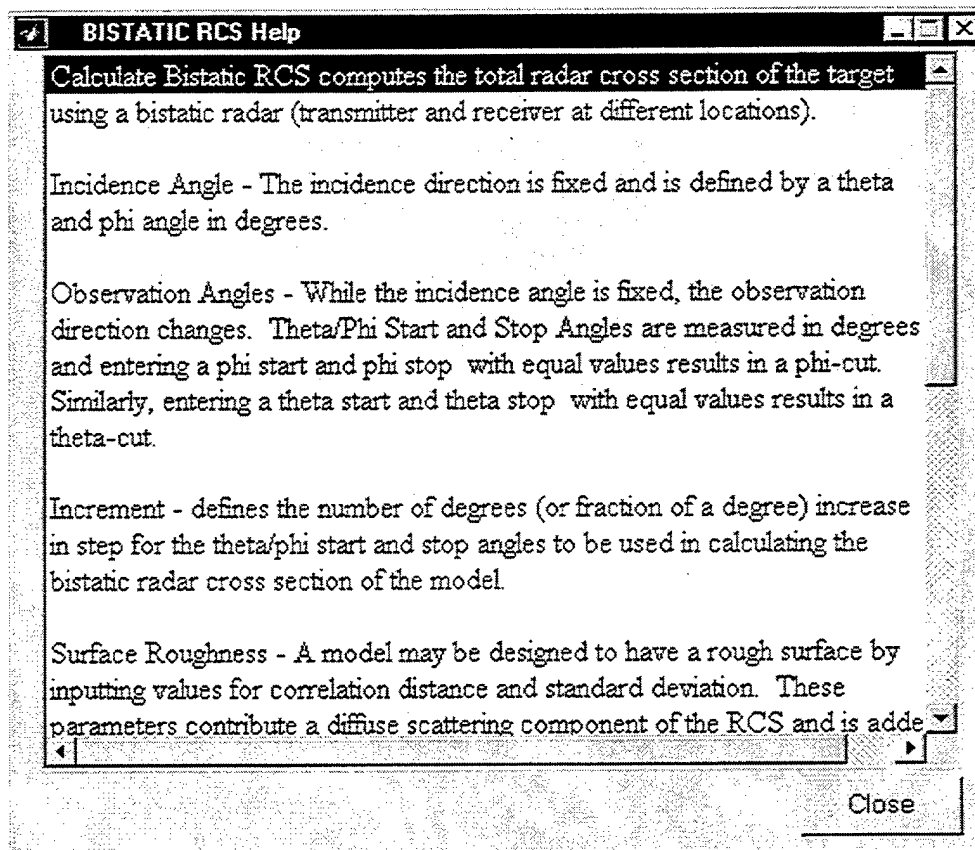 BISTATIC RCS Help
Calculate Bistatic RCS computes the total radar cross section of the target
using a bistatic radar (transmitter and receiver at different locations).
Incidence Angle - The incidence direction is fixed and is defined by a theta
and phi angle in degrees.
Observation Angles - While the incidence angle is fixed, the observation
direction changes.  Theta/Phi Start and Stop Angles are measured in degrees
and entering a phi start and phi stop  with equal values results in a phi-cut.
Similarly, entering a theta start and theta stop  with equal values results in a
theta-cut.
Increment - defines the number of degrees (or fraction of a degree) increase
in step for the theta/phi start and stop angles to be used in calculating the
bistatic radar cross section of the model.
Surface Roughness - A model may be designed to have a rough surface by
inputting values for correlation distance and standard deviation.  These
parameters contribute a diffuse scattering component of the RCS and is adde
Close